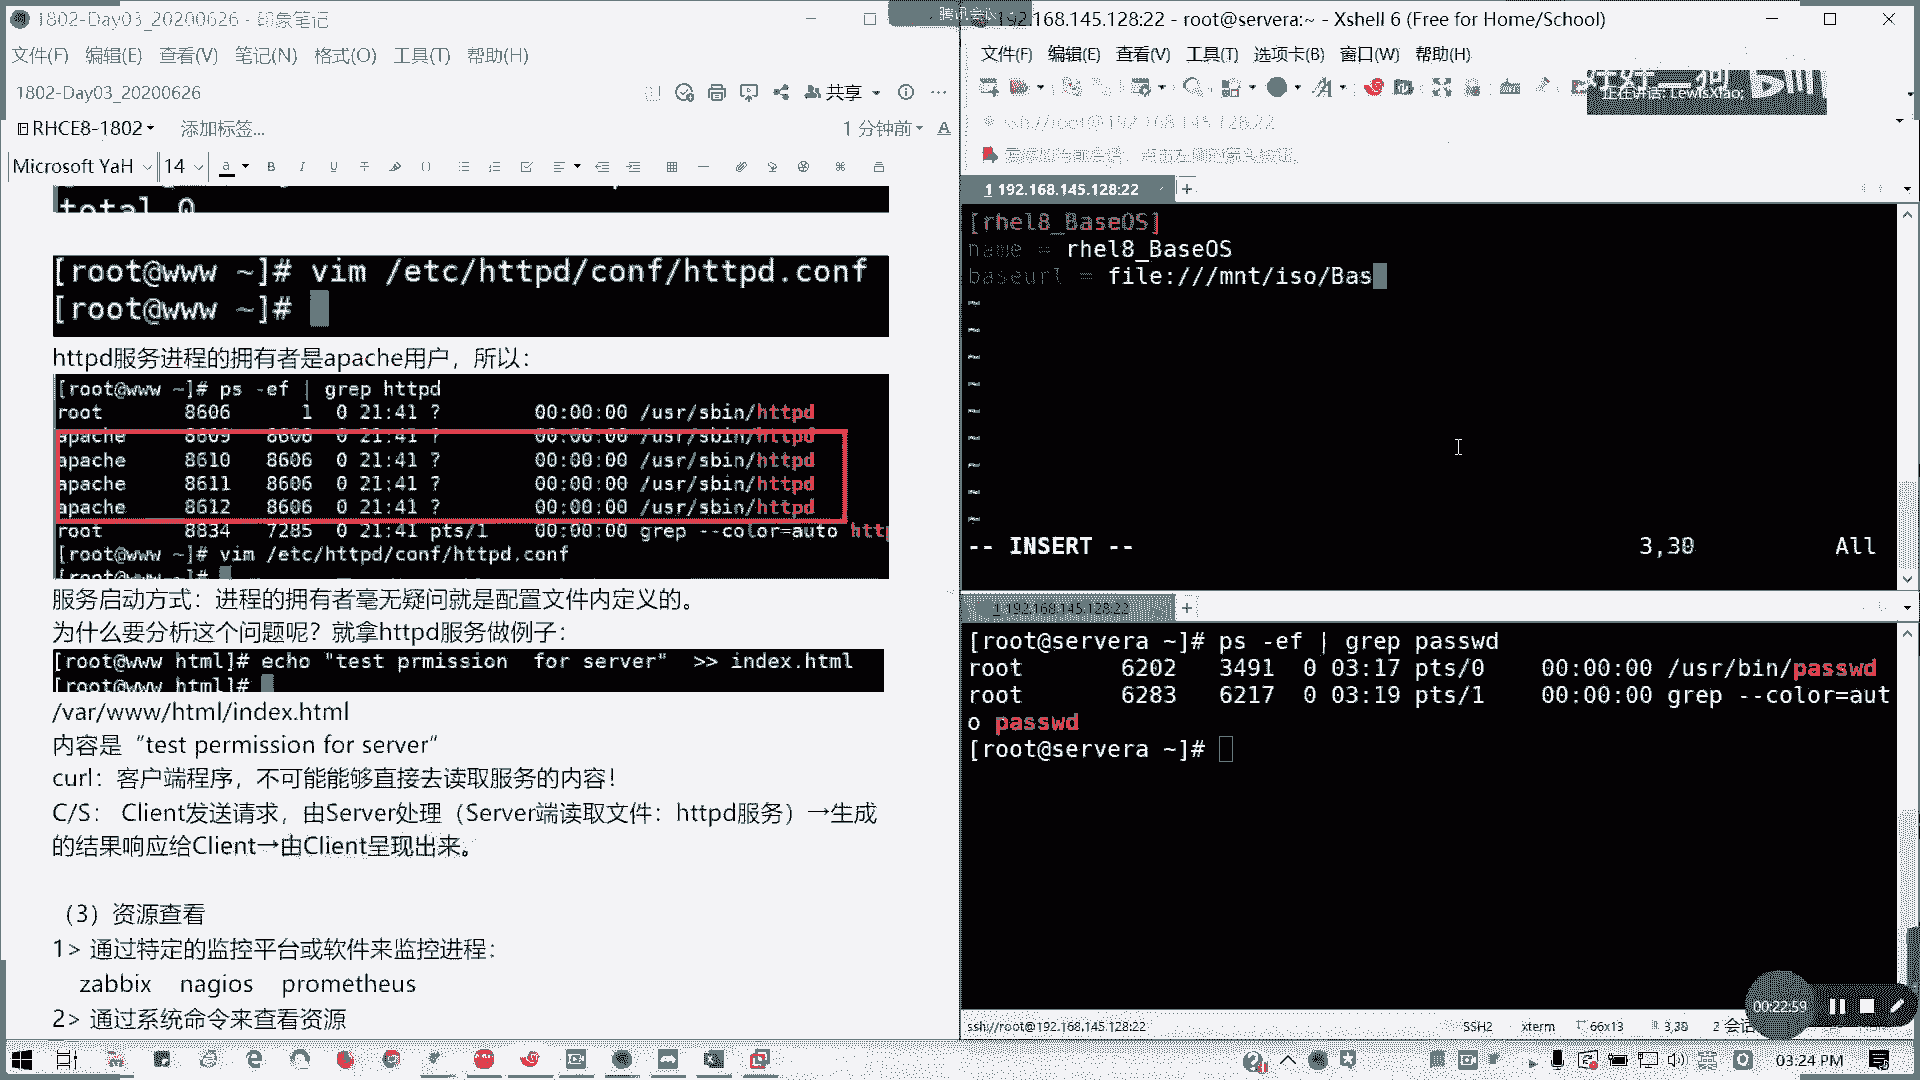 1802-Day03_20200626 - 印象笔记
文件(F) 编辑(E) 查看(V) 笔记(N) 格式(O) 工具(T) 帮助(H)
1802-Day03_20200626
共享
RHCE8-1802
添加标签...
1 分钟前
Microsoft YaH 14
total 0
[root@www ~]# vim /etc/httpd/conf/httpd.conf
[root@www ~]#
httpd服务进程的拥有者是apache用户，所以：
[root@www ~]# ps -ef | grep httpd
root 8606 1 0 21:41 ? 00:00:00 /usr/sbin/httpd
apache 8609 8606 0 21:41 ? 00:00:00 /usr/sbin/httpd
apache 8610 8606 0 21:41 ? 00:00:00 /usr/sbin/httpd
apache 8611 8606 0 21:41 ? 00:00:00 /usr/sbin/httpd
apache 8612 8606 0 21:41 ? 00:00:00 /usr/sbin/httpd
root 8834 7285 0 21:41 pts/1 00:00:00 grep --color=auto http
[root@www ~]# vim /etc/httpd/conf/httpd.conf
[root@www ~]#
服务启动方式：进程的拥有者毫无疑问就是配置文件内定义的。
为什么要分析这个问题呢？就拿httpd服务做例子：
[root@www html]# echo "test prmission for server" >> index.html
[root@www html]#
/var/www/html/index.html
内容是“test permission for server”
curl：客户端程序，不可能能够直接去读取服务的内容！
C/S： Client发送请求，由Server处理（Server端读取文件：httpd服务）→生成
的结果响应给Client→由Client呈现出来。
（3）资源查看
1> 通过特定的监控平台或软件来监控进程：
zabbix nagios prometheus
2> 通过系统命令来查看资源
腾讯会议
192.168.145.128:22 - root@servera:~ - Xshell 6 (Free for Home/School)
文件(F) 编辑(E) 查看(V) 工具(T) 选项卡(B) 窗口(W) 帮助(H)
正在讲话: LewisXiao;
ssh://root@192.168.145.128:22
1 192.168.145.128:22
[rhel8_BaseOS]
name = rhel8_BaseOS
baseurl = file:///mnt/iso/Bas
~
~
~
~
~
~
~
~
~
-- INSERT -- 3,30 All
1 192.168.145.128:22
[root@servera ~]# ps -ef | grep passwd
root 6202 3491 0 03:17 pts/0 00:00:00 /usr/bin/passwd
root 6283 6217 0 03:19 pts/1 00:00:00 grep --color=aut
o passwd
[root@servera ~]#
00:22:59
ssh://root@192.168.145.128:22 SSH2 xterm 66x13 3,30 2 会话
03:24 PM